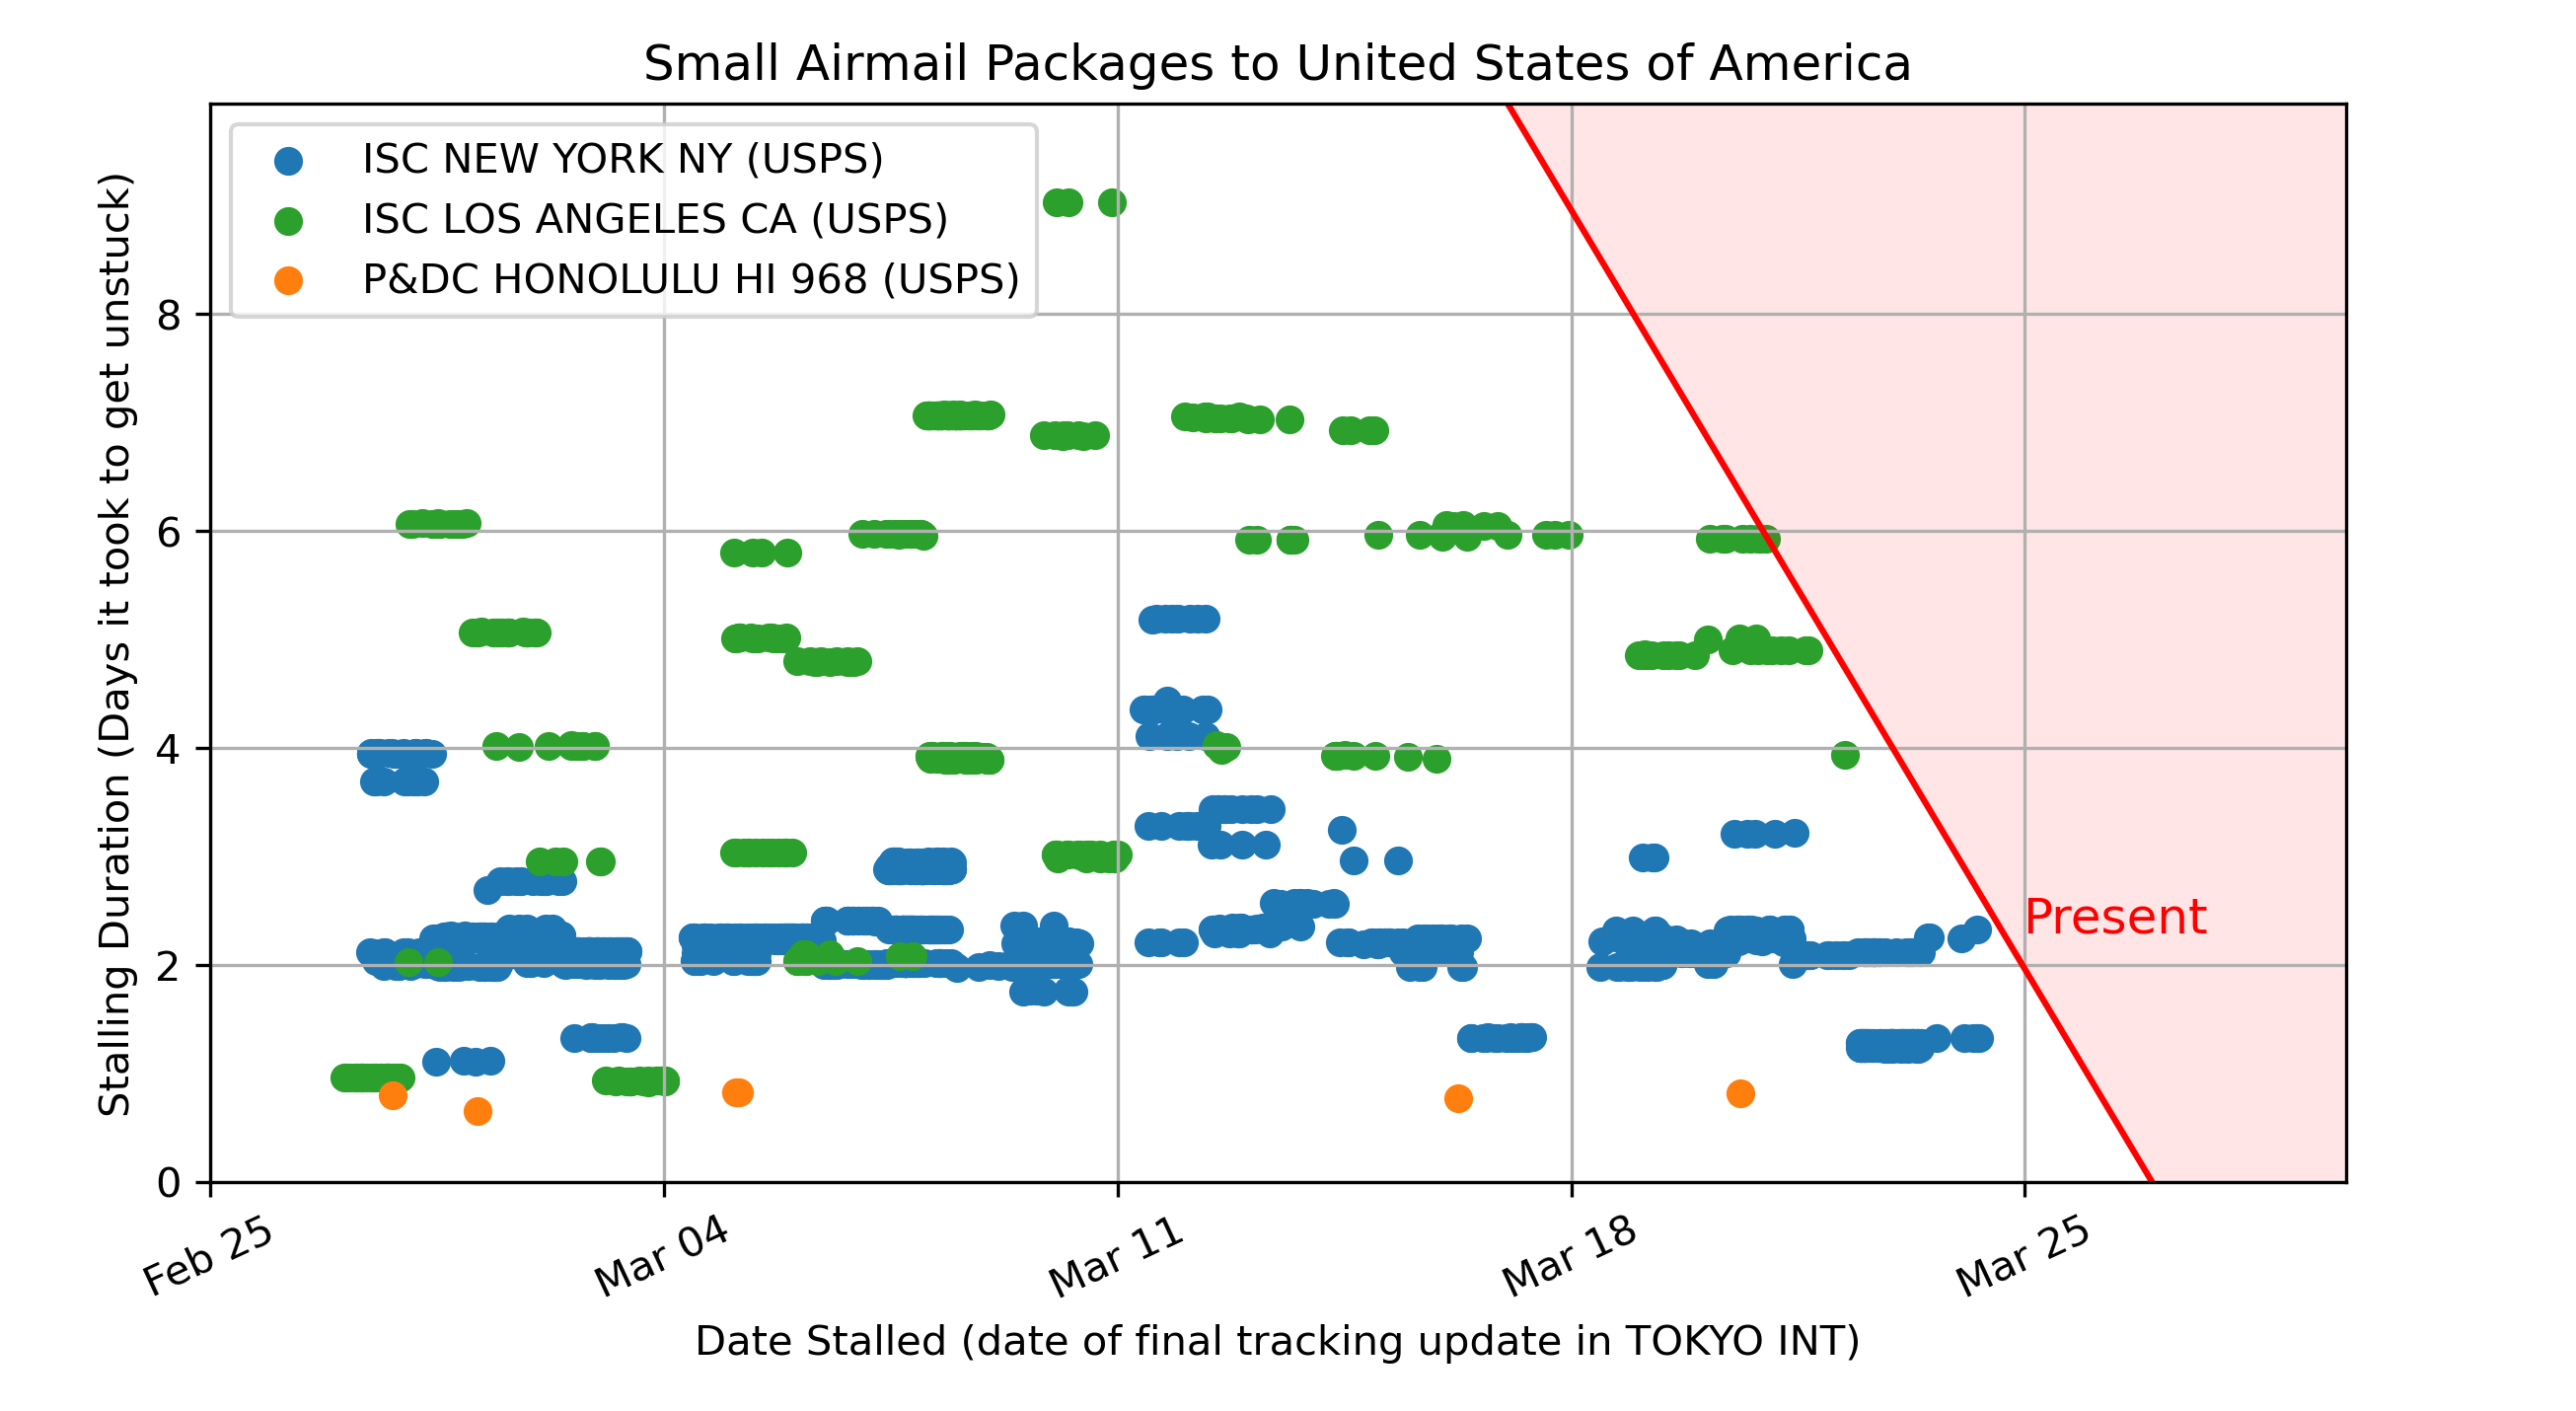 Small Airmail Packages to United States of America
ISC NEW YORK NY (USPS)
ISC LOS ANGELES CA (USPS)
P&DC HONOLULU HI 968 (USPS)
Stalling Duration (Days it took to get unstuck)
8
6
4
2
0
Present
Feb 25
Mar 04
Mar 11
Mar 18
Mar 25
Date Stalled (date of final tracking update in TOKYO INT)